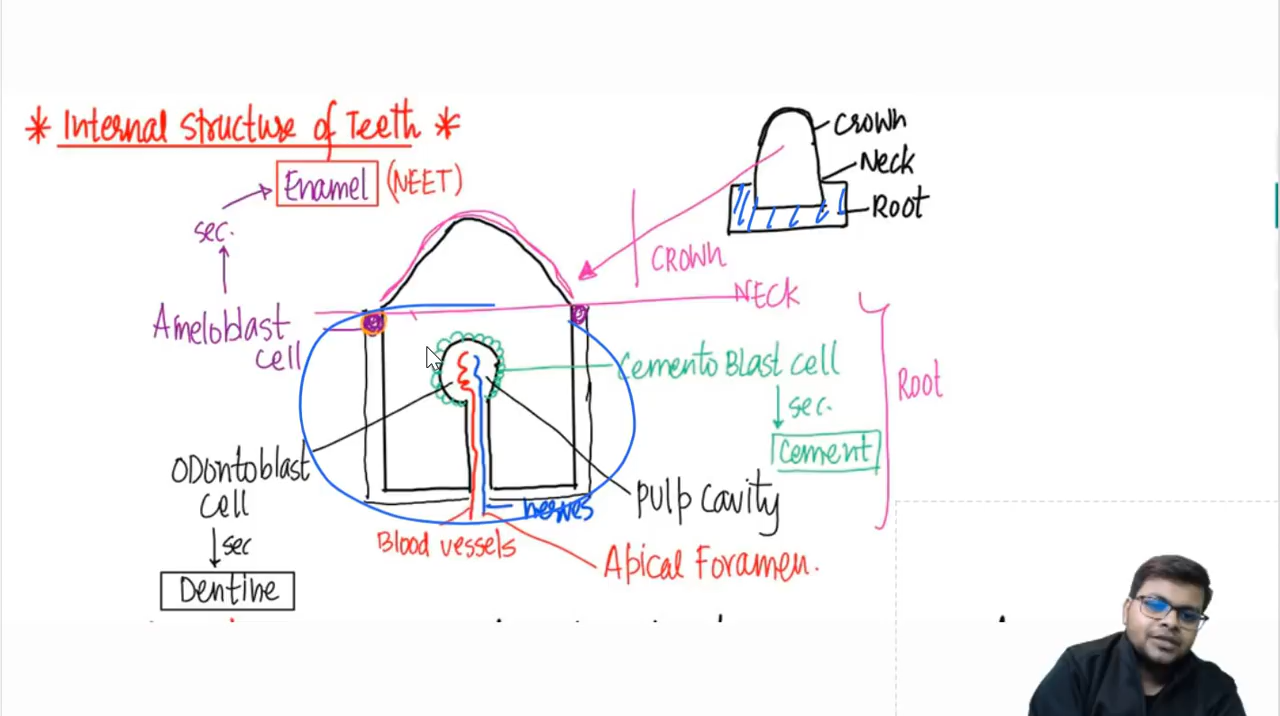 * Internal structure of Teeth *
Enamel (NEET)
sec.
Ameloblast
cell
Crown
Neck
Root
CROWN
NECK
Cemento Blast cell
sec.
Cement
Root
ODontoblast
cell
sec
Dentine
Pulp cavity
nerves
Blood vessels
Apical Foramen.